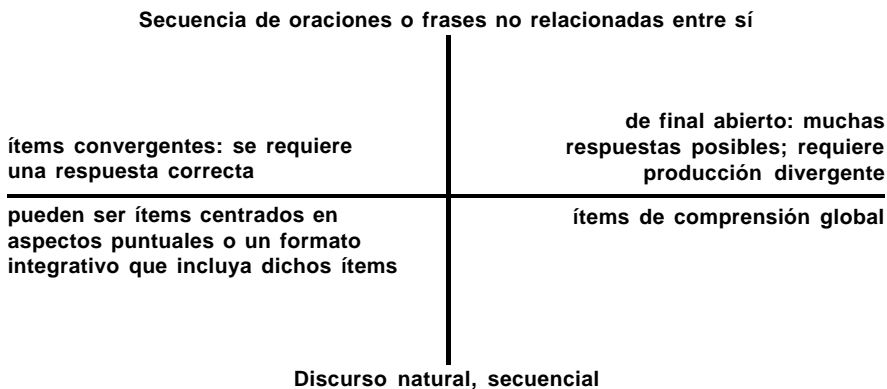 Secuencia de oraciones o frases no relacionadas entre sí
ítems convergentes: se requiere
una respuesta correcta
de final abierto: muchas
respuestas posibles; requiere
producción divergente
pueden ser ítems centrados en
aspectos puntuales o un formato
integrativo que incluya dichos ítems
ítems de comprensión global
Discurso natural, secuencial